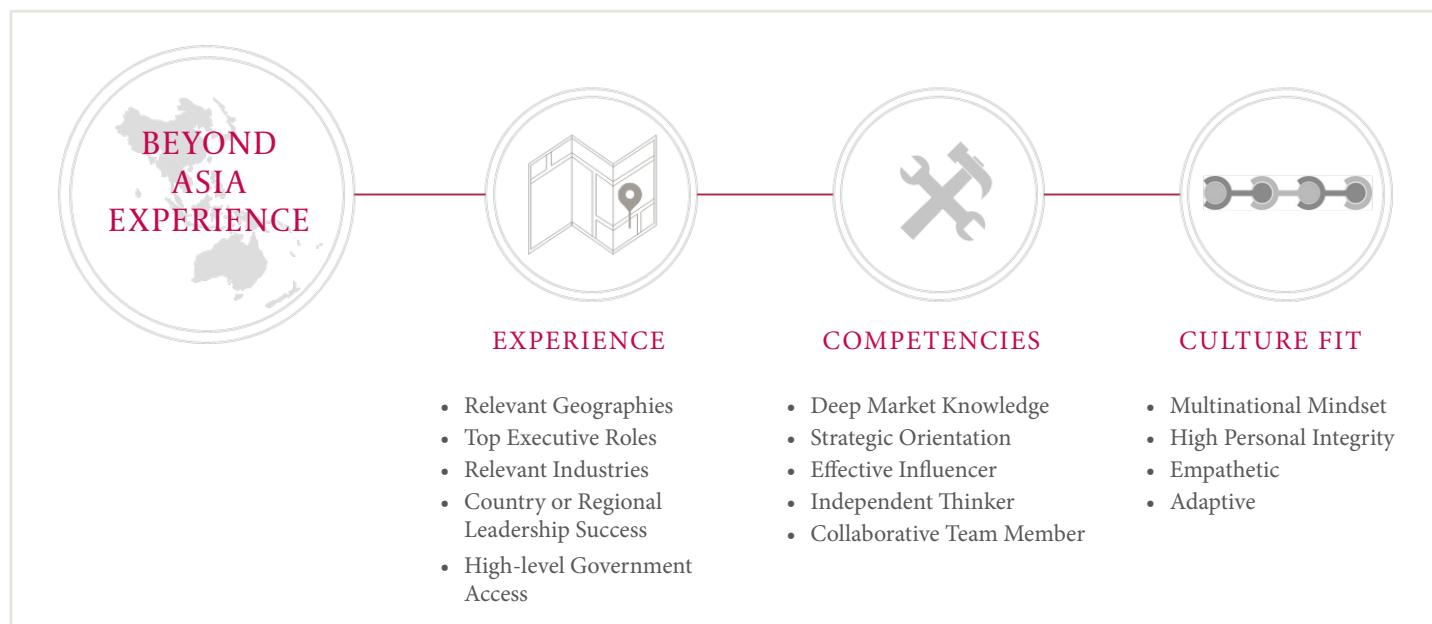 BEYOND
ASIA
EXPERIENCE
EXPERIENCE
• Relevant Geographies
• Top Executive Roles
• Relevant Industries
• Country or Regional
Leadership Success
• High-level Government
Access
COMPETENCIES
• Deep Market Knowledge
• Strategic Orientation
• Effective Influencer
• Independent Thinker
• Collaborative Team Member
CULTURE FIT
• Multinational Mindset
• High Personal Integrity
• Empathetic
• Adaptive